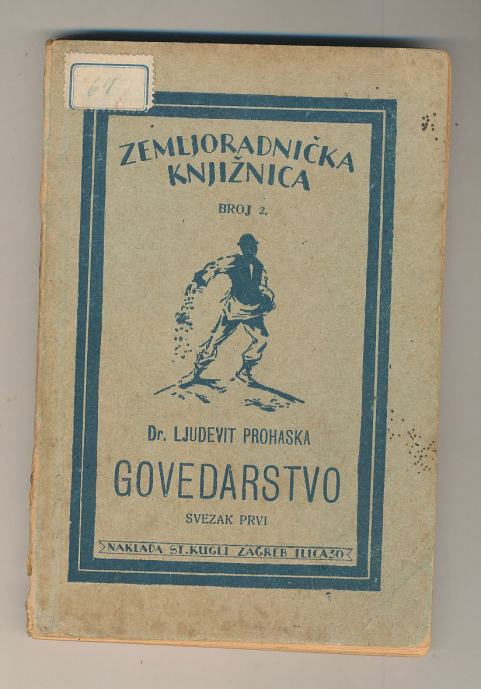 ZEMLJORADNIČKA
KNJIŽNICA
BROJ 2.
Dr. LJUDEVIT PROHASKA
GOVEDARSTVO
SVEZAK PRVI
NAKLADA ST. KUGLI ZAGREB ILICA 30